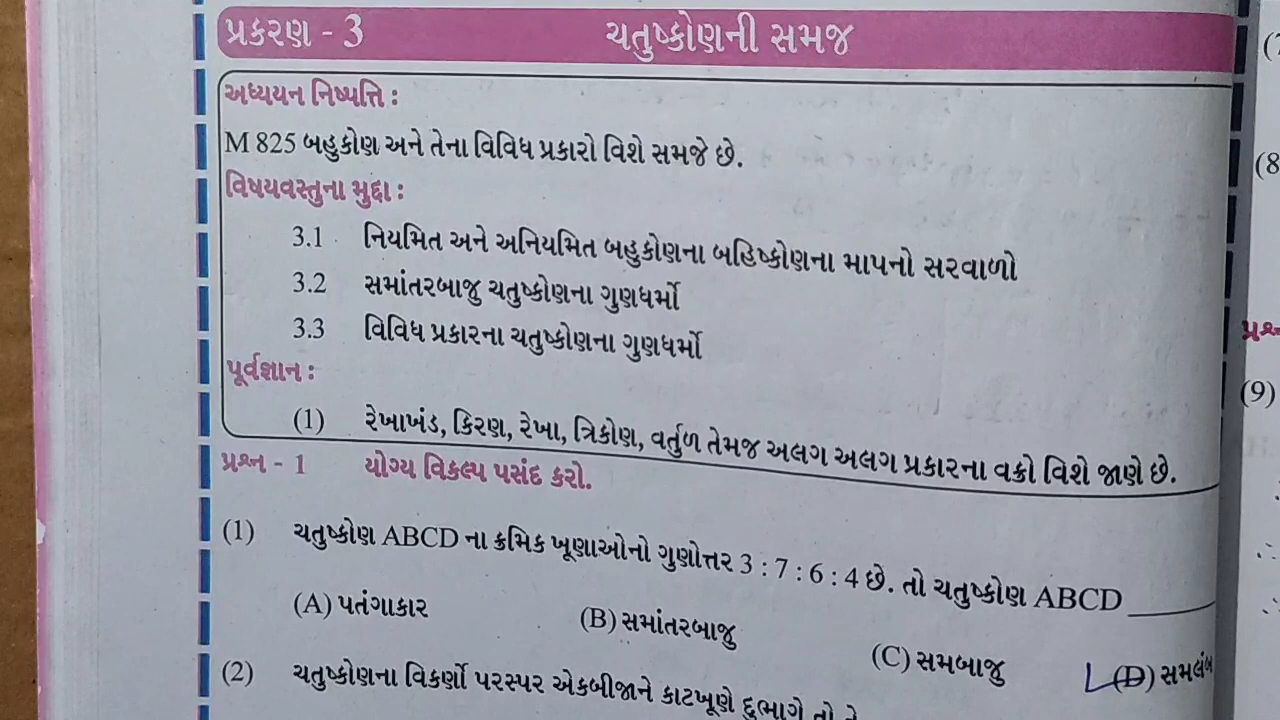 પ્રકરણ - 3 ચતુષ્કોણની સમજ
અધ્યયન નિષ્પત્તિ :
M 825 બહુકોણ અને તેના વિવિધ પ્રકારો વિશે સમજે છે.
વિષયવસ્તુના મુદ્દા :
3.1 નિયમિત અને અનિયમિત બહુકોણના બહિષ્કોણના માપનો સરવાળો
3.2 સમાંતરબાજુ ચતુષ્કોણના ગુણધર્મો
3.3 વિવિધ પ્રકારના ચતુષ્કોણના ગુણધર્મો
પૂર્વજ્ઞાન :
(1) રેખાખંડ, કિરણ, રેખા, ત્રિકોણ, વર્તુળ તેમજ અલગ અલગ પ્રકારના વક્રો વિશે જાણે છે.
પ્રશ્ન - 1 યોગ્ય વિકલ્પ પસંદ કરો.
(1) ચતુષ્કોણ ABCD ના ક્રમિક ખૂણાઓનો ગુણોત્તર 3 : 7 : 6 : 4 છે. તો ચતુષ્કોણ ABCD ______
(A) પતંગાકાર (B) સમાંતરબાજુ (C) સમબાજુ (D) સમલંબ
(2) ચતુષ્કોણના વિકર્ણો પરસ્પર એકબીજાને કાટખૂણે દુભાગે તો તે
(8
(9)